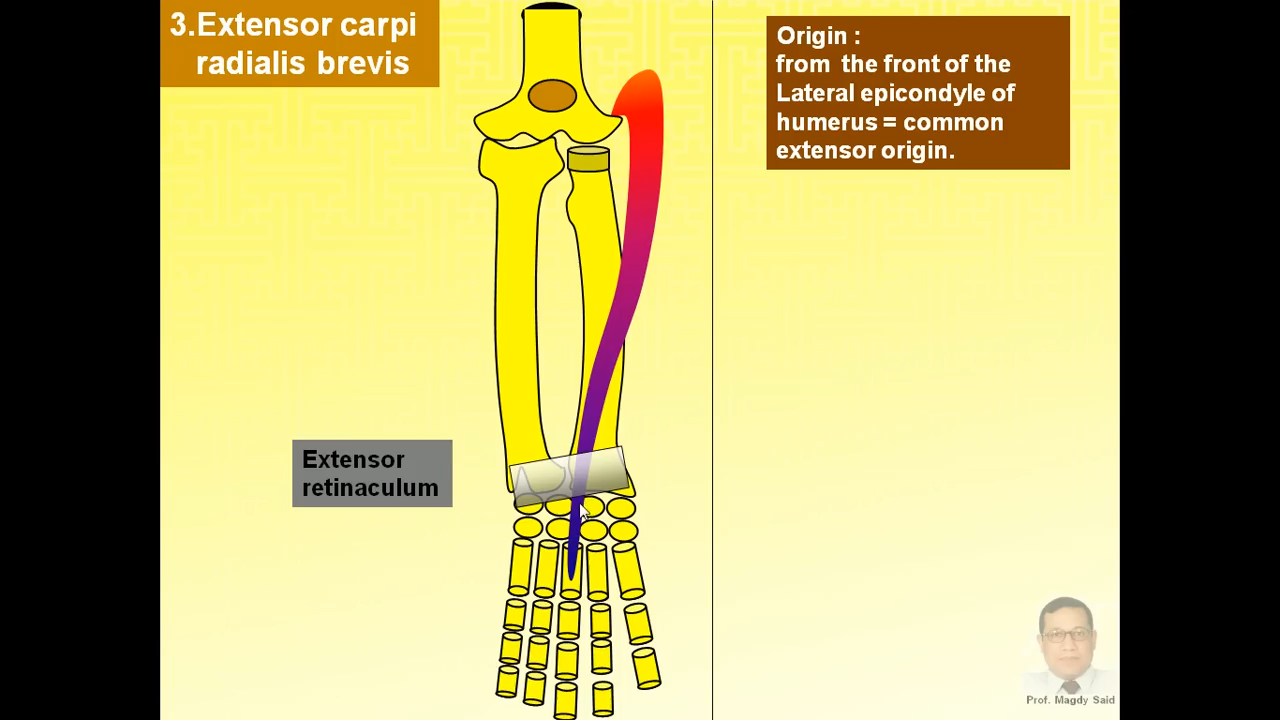 3.Extensor carpi
radialis brevis
Origin :
from the front of the
Lateral epicondyle of
humerus = common
extensor origin.
Extensor
retinaculum
Prof. Magdy Said